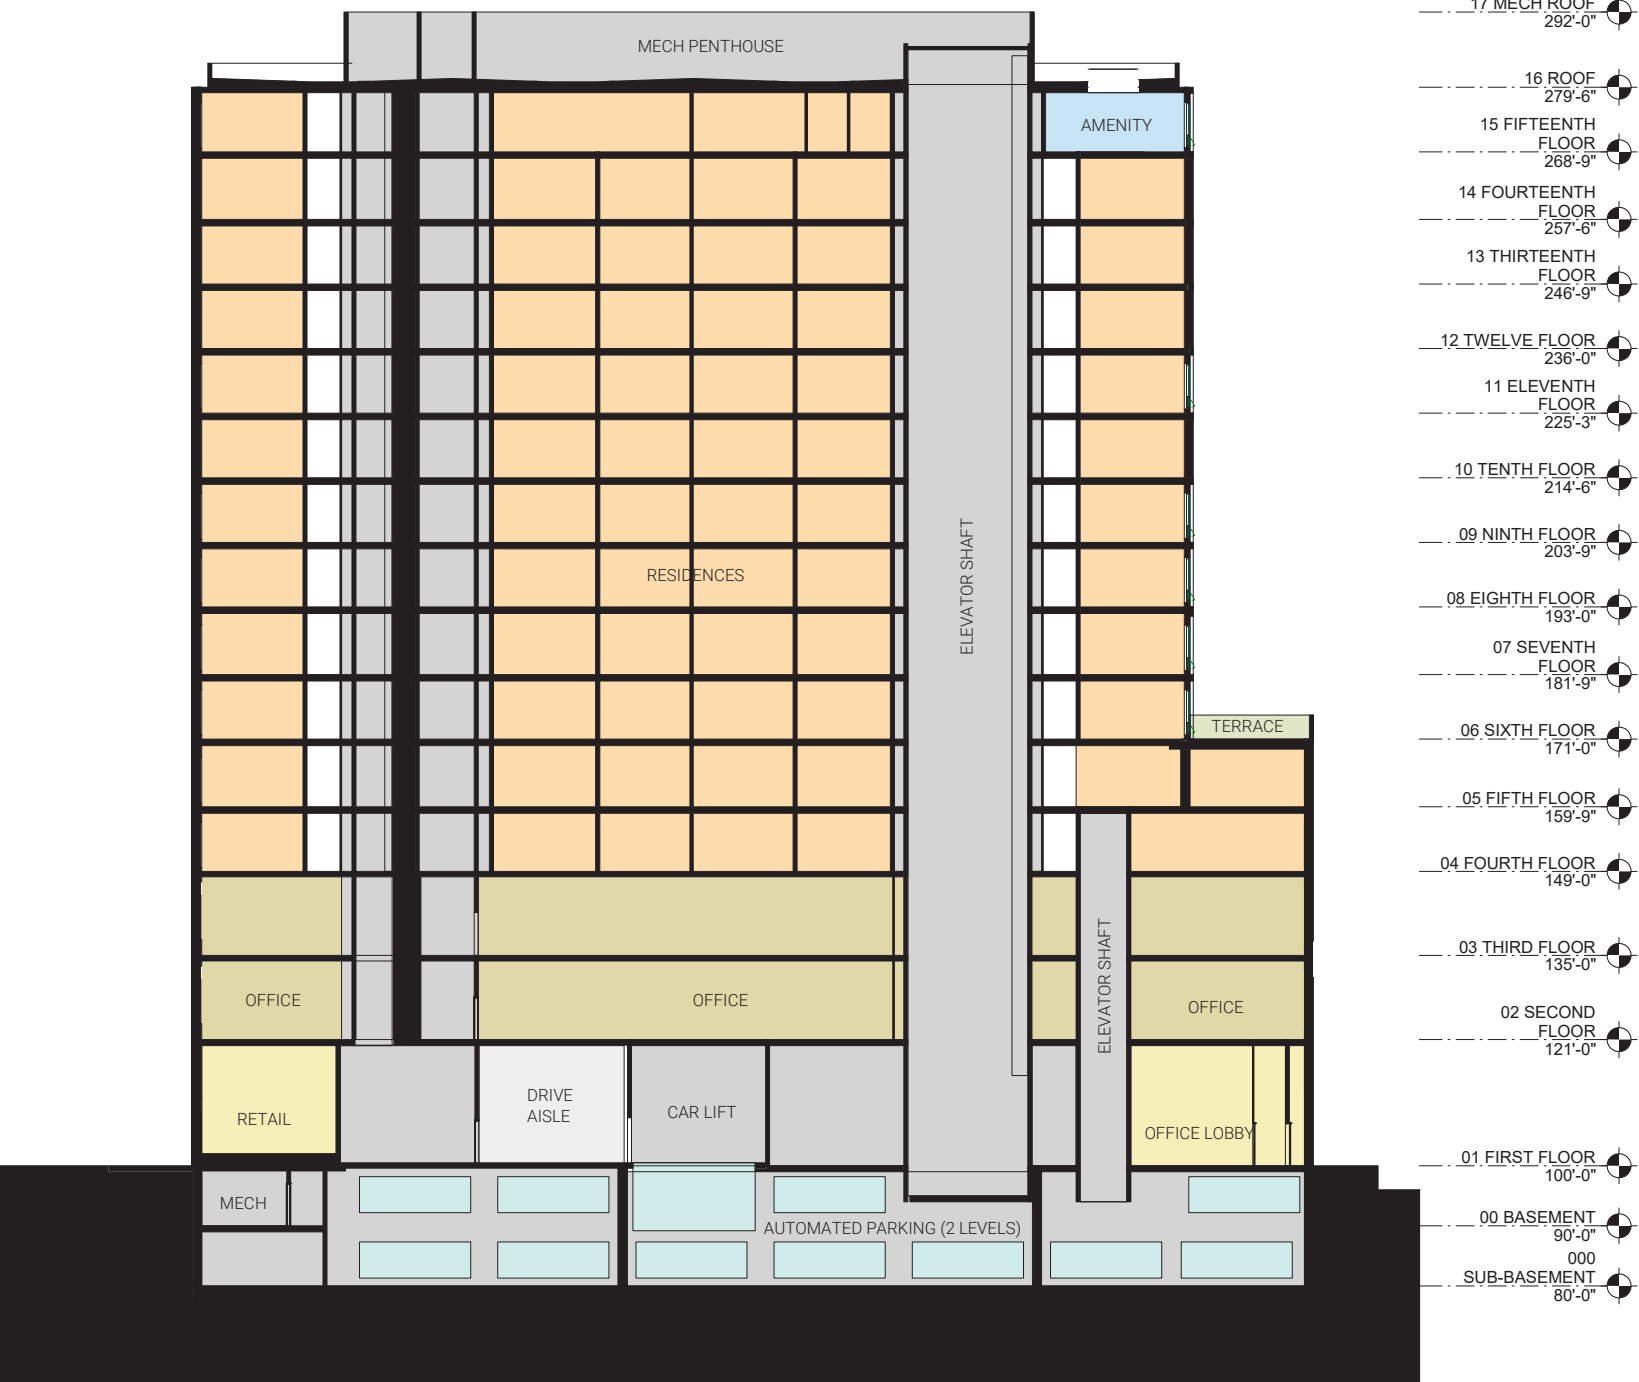 17 MECH ROOF
292'-0"
MECH PENTHOUSE
16 ROOF
279'-6"
AMENITY
15 FIFTEENTH
FLOOR
268'-9"
14 FOURTEENTH
FLOOR
257'-6"
13 THIRTEENTH
FLOOR
246'-9"
12 TWELVE FLOOR
236'-0"
11 ELEVENTH
FLOOR
225'-3"
10 TENTH FLOOR
214'-6"
09 NINTH FLOOR
203'-9"
RESIDENCES
ELEVATOR SHAFT
08 EIGHTH FLOOR
193'-0"
07 SEVENTH
FLOOR
181'-9"
TERRACE
06 SIXTH FLOOR
171'-0"
05 FIFTH FLOOR
159'-9"
04 FOURTH FLOOR
149'-0"
03 THIRD FLOOR
135'-0"
ELEVATOR SHAFT
OFFICE
OFFICE
OFFICE
02 SECOND
FLOOR
121'-0"
RETAIL
DRIVE
AISLE
CAR LIFT
OFFICE LOBBY
01 FIRST FLOOR
100'-0"
MECH
AUTOMATED PARKING (2 LEVELS)
00 BASEMENT
90'-0"
000
SUB-BASEMENT
80'-0"